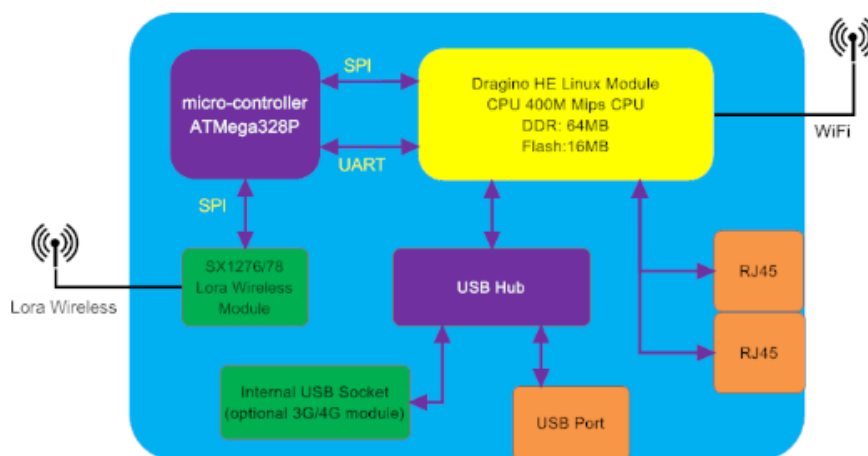 SPI
micro-controller
ATMega328P
Dragino HE Linux Module
CPU 400M Mips CPU
DDR: 64MB
Flash:16MB
WiFi
UART
SPI
SX1276/78
Lora Wireless
Module
Lora Wireless
USB Hub
RJ45
RJ45
Internal USB Socket
(optional 3G/4G module)
USB Port